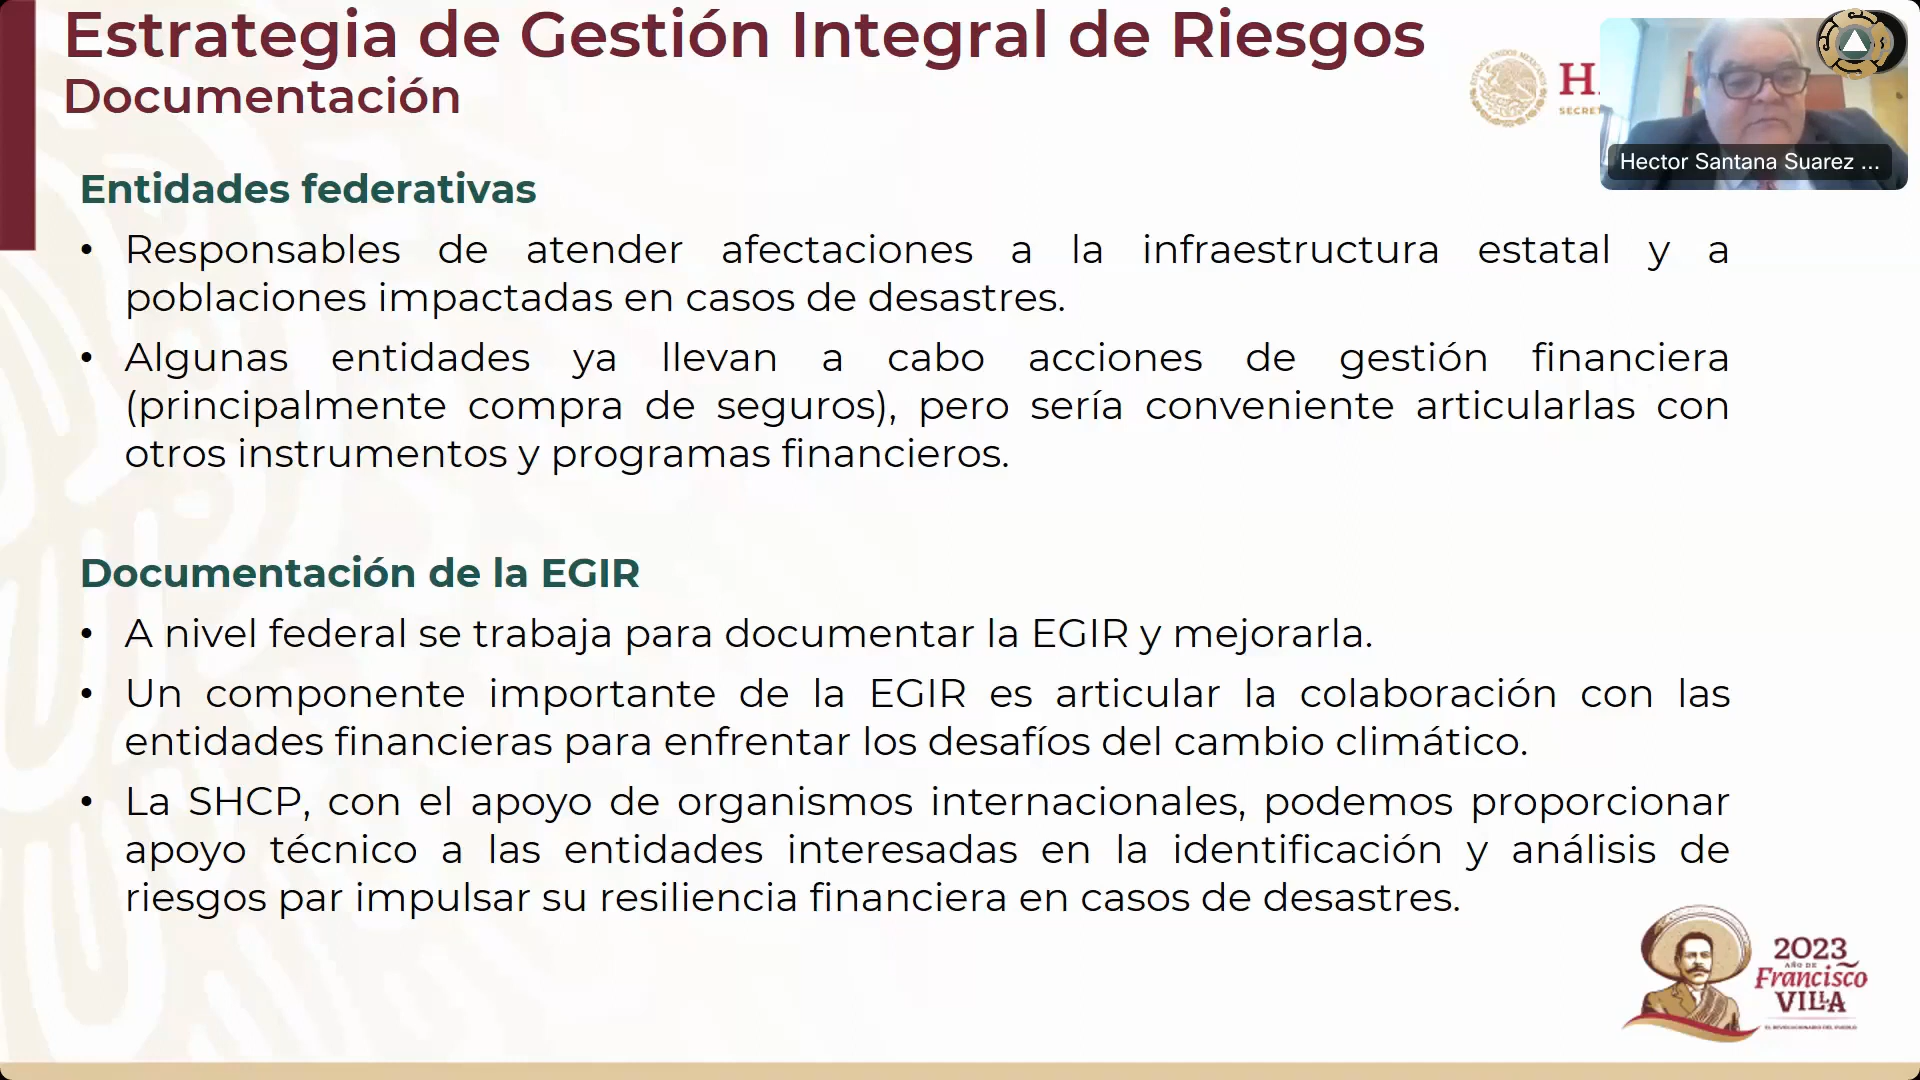 Estrategia de Gestión Integral de Riesgos
Documentación
ESTADOS UNIDOS MEXICANOS
Hector Santana Suarez ...
Entidades federativas
• Responsables de atender afectaciones a la infraestructura estatal y a
poblaciones impactadas en casos de desastres.
• Algunas entidades ya llevan a cabo acciones de gestión financiera
(principalmente compra de seguros), pero sería conveniente articularlas con
otros instrumentos y programas financieros.
Documentación de la EGIR
• A nivel federal se trabaja para documentar la EGIR y mejorarla.
• Un componente importante de la EGIR es articular la colaboración con las
entidades financieras para enfrentar los desafíos del cambio climático.
• La SHCP, con el apoyo de organismos internacionales, podemos proporcionar
apoyo técnico a las entidades interesadas en la identificación y análisis de
riesgos par impulsar su resiliencia financiera en casos de desastres.
2023
AÑO DE
Francisco
VILLA
EL REVOLUCIONARIO DEL PUEBLO